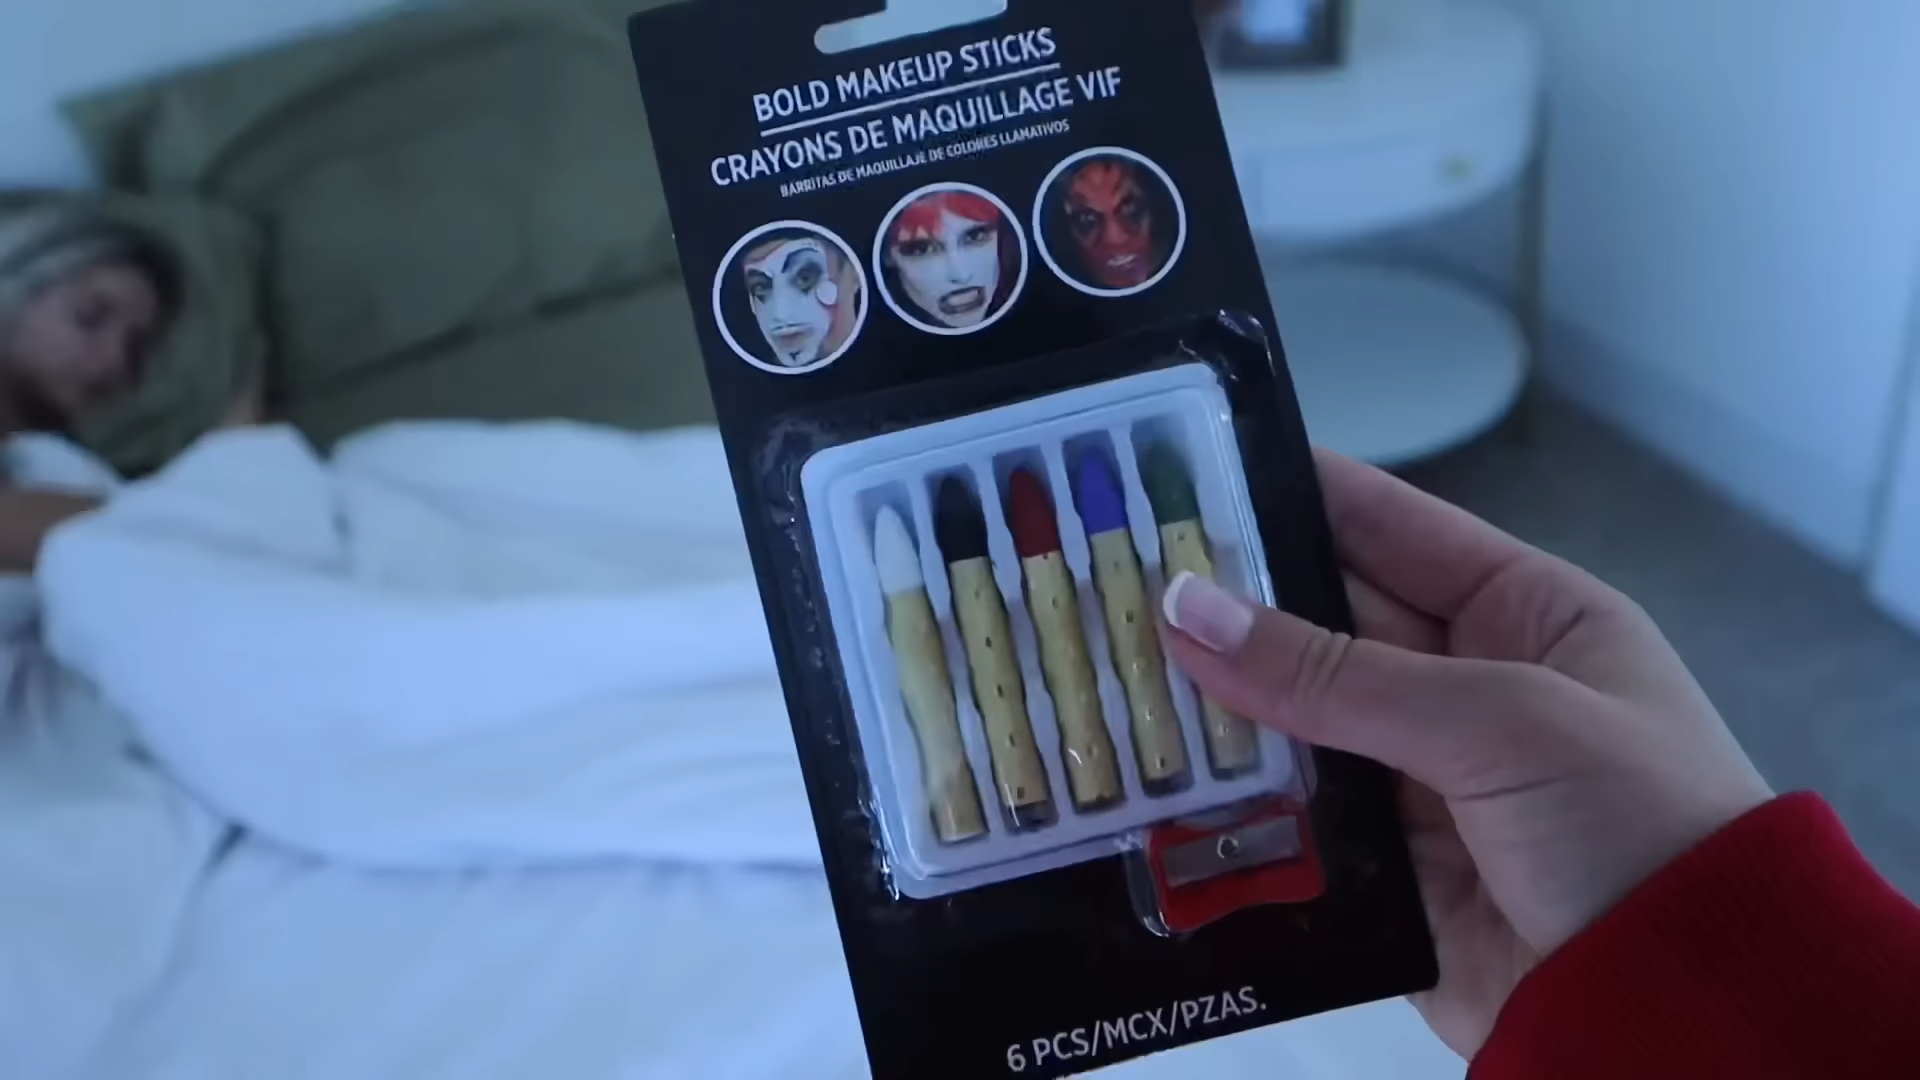 BOLD MAKEUP STICKS
CRAYONS DE MAQUILLAGE VIF
BARRITAS DE MAQUILLAJE DE COLORES LLAMATIVOS
6 PCS/MCX/PZAS.